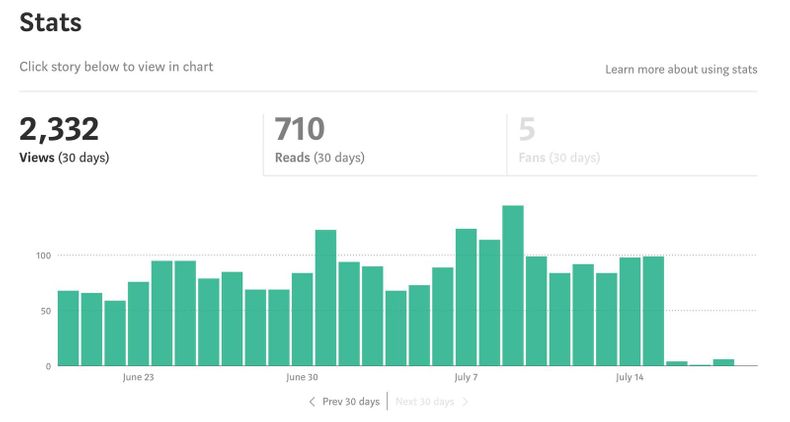 Stats
Click story below to view in chart
Learn more about using stats
2,332
Views (30 days)
710
Reads (30 days)
5
Fans (30 days)
100
50
0
June 23
June 30
July 7
July 14
Prev 30 days
Next 30 days